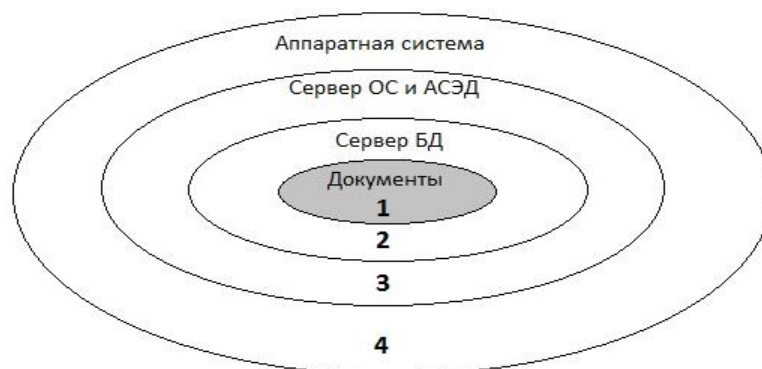 Аппаратная система
Сервер ОС и АСЭД
Сервер БД
Документы
1
2
3
4